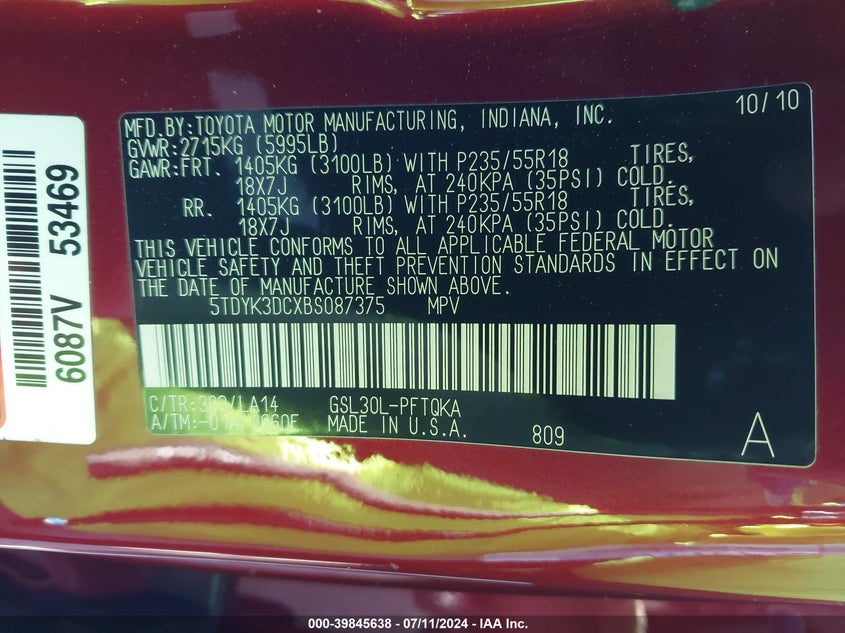 MFD.BY:TOYOTA MOTOR MANUFACTURING, INDIANA, INC. 10/10
GVWR:2715KG (5995LB)
GAWR:FRT. 1405KG (3100LB) WITH P235/55R18 TIRES,
18X7J RIMS, AT 240KPA (35PSI) COLD.
RR. 1405KG (3100LB) WITH P235/55R18 TIRES,
18X7J RIMS, AT 240KPA (35PSI) COLD.
THIS VEHICLE CONFORMS TO ALL APPLICABLE FEDERAL MOTOR
VEHICLE SAFETY AND THEFT PREVENTION STANDARDS IN EFFECT ON
THE DATE OF MANUFACTURE SHOWN ABOVE.
5TDYK3DCXBS087375 MPV
C/TR: /LA14 GSL30L-PFTQKA
A/TM: MADE IN U.S.A. 809 A
6087V 53469
000-39845638 - 07/11/2024 - IAA Inc.